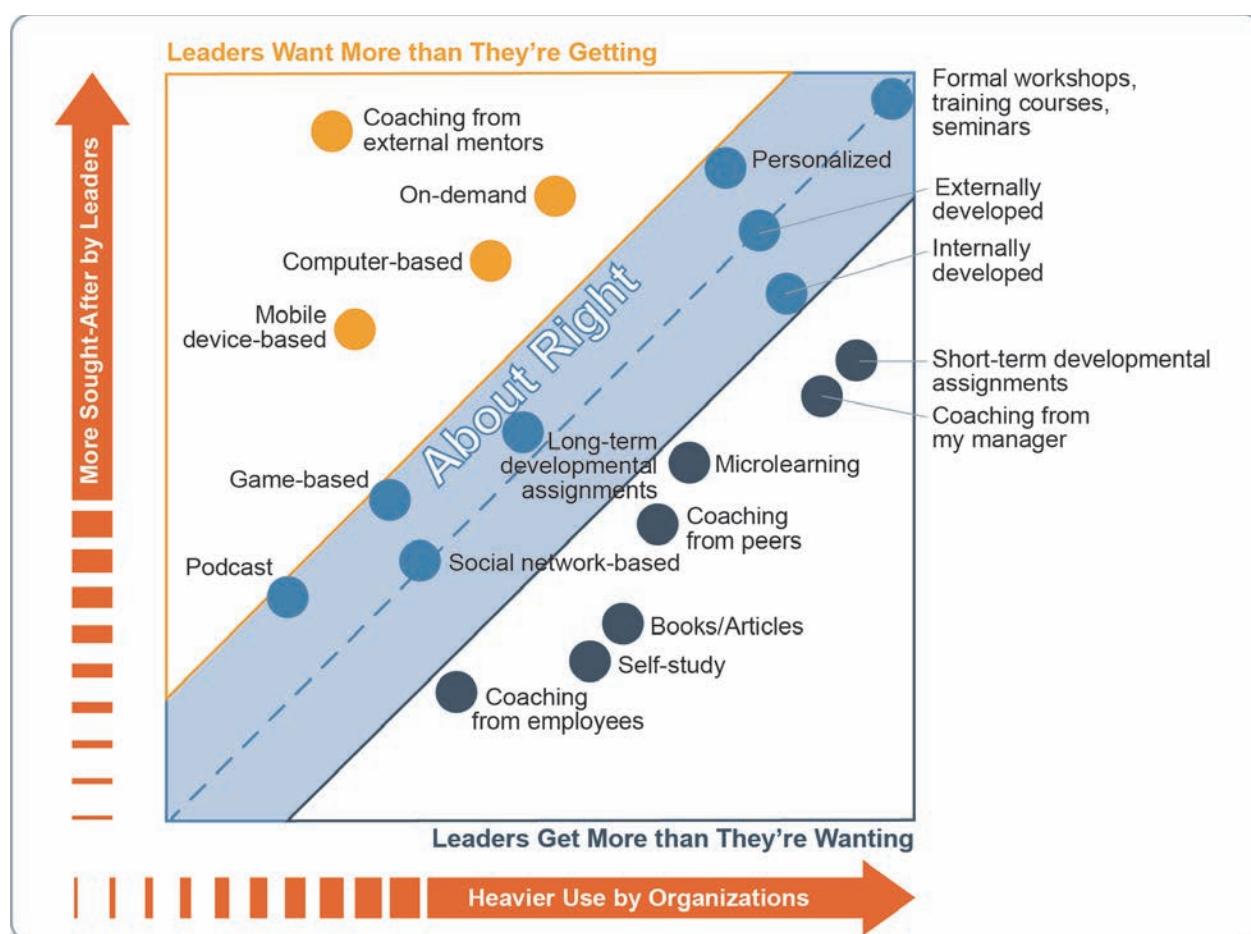 Leaders Want More than They're Getting
More Sought-After by Leaders
Coaching from
external mentors
On-demand
Computer-based
Mobile
device-based
Game-based
Podcast
About Right
Personalized
Formal workshops,
training courses,
seminars
Externally
developed
Internally
developed
Short-term developmental
assignments
Coaching from
my manager
Long-term
developmental
assignments
Microlearning
Coaching
from peers
Social network-based
Books/Articles
Self-study
Coaching
from employees
Leaders Get More than They're Wanting
Heavier Use by Organizations